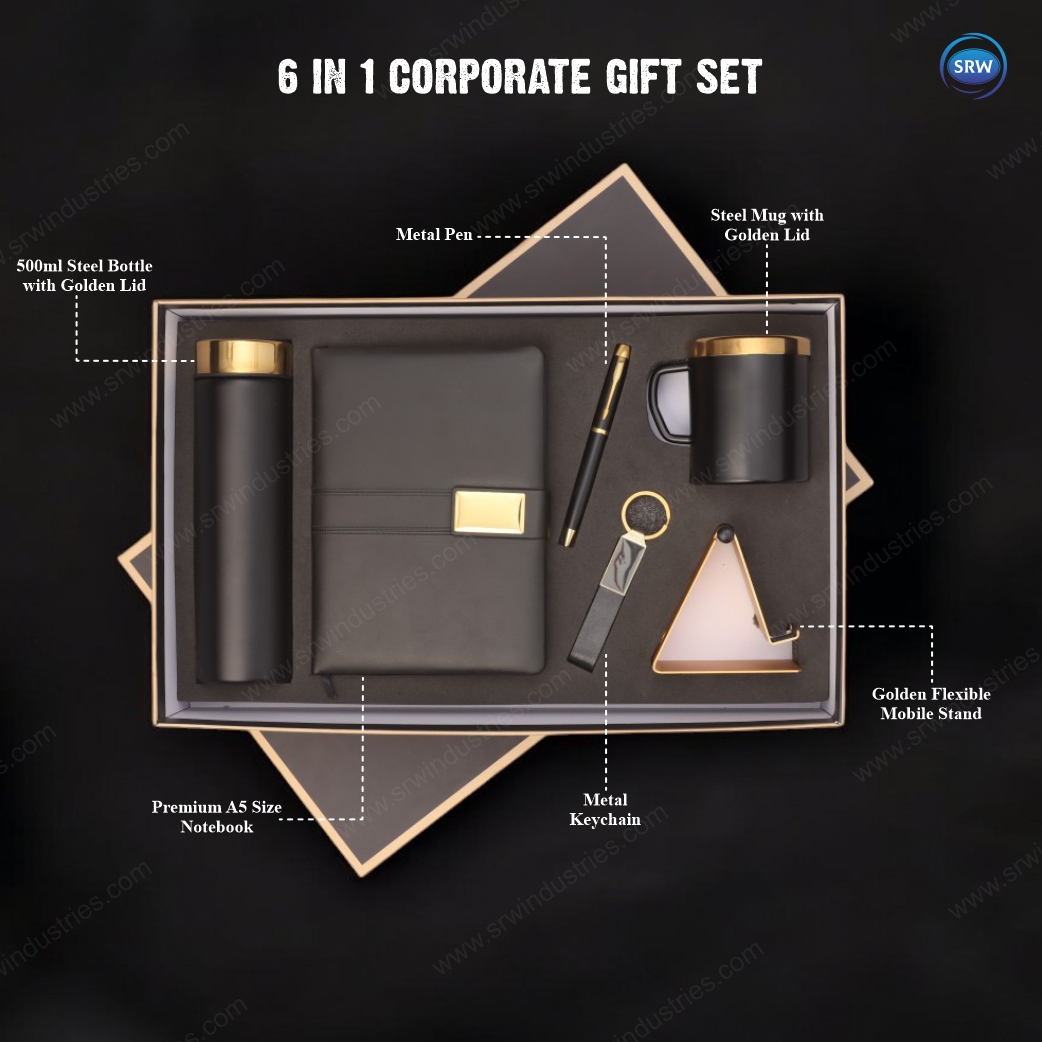 6 IN 1 CORPORATE GIFT SET
SRW
Metal Pen
Steel Mug with
Golden Lid
500ml Steel Bottle
with Golden Lid
Golden Flexible
Mobile Stand
Premium A5 Size
Notebook
Metal
Keychain
www.srwindustries.com